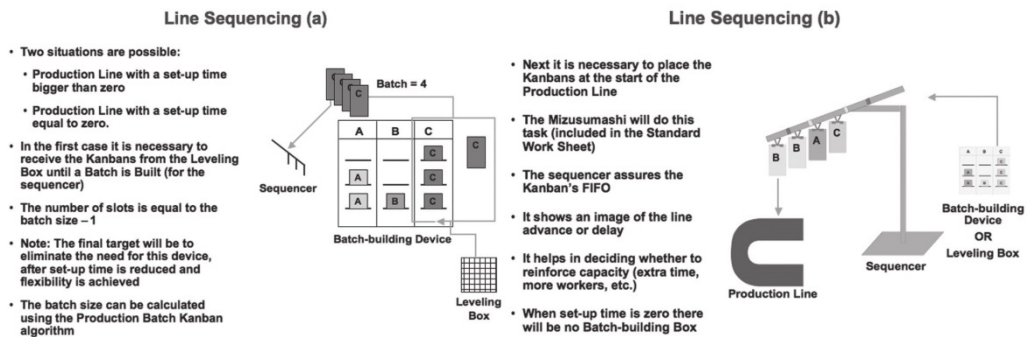 Line Sequencing (a)
• Two situations are possible:
• Production Line with a set-up time
bigger than zero
• Production Line with a set-up time
equal to zero.
• In the first case it is necessary to
receive the Kanbans from the Leveling
Box until a Batch is Built (for the
sequencer)
• The number of slots is equal to the
batch size – 1
• Note: The final target will be to
eliminate the need for this device,
after set-up time is reduced and
flexibility is achieved
• The batch size can be calculated
using the Production Batch Kanban
algorithm
C C C C
Batch = 4
A B C
C
C
A C
A B C
Sequencer
Batch-building Device
Leveling
Box
Line Sequencing (b)
• Next it is necessary to place the
Kanbans at the start of the
Production Line
• The Mizusumashi will do this
task (included in the Standard
Work Sheet)
• The sequencer assures the
Kanban's FIFO
• It shows an image of the line
advance or delay
• It helps in deciding whether to
reinforce capacity (extra time,
more workers, etc.)
• When set-up time is zero there
will be no Batch-building Box
B B A C
Production Line
Sequencer
A B C
Batch-building
Device
OR
Leveling Box